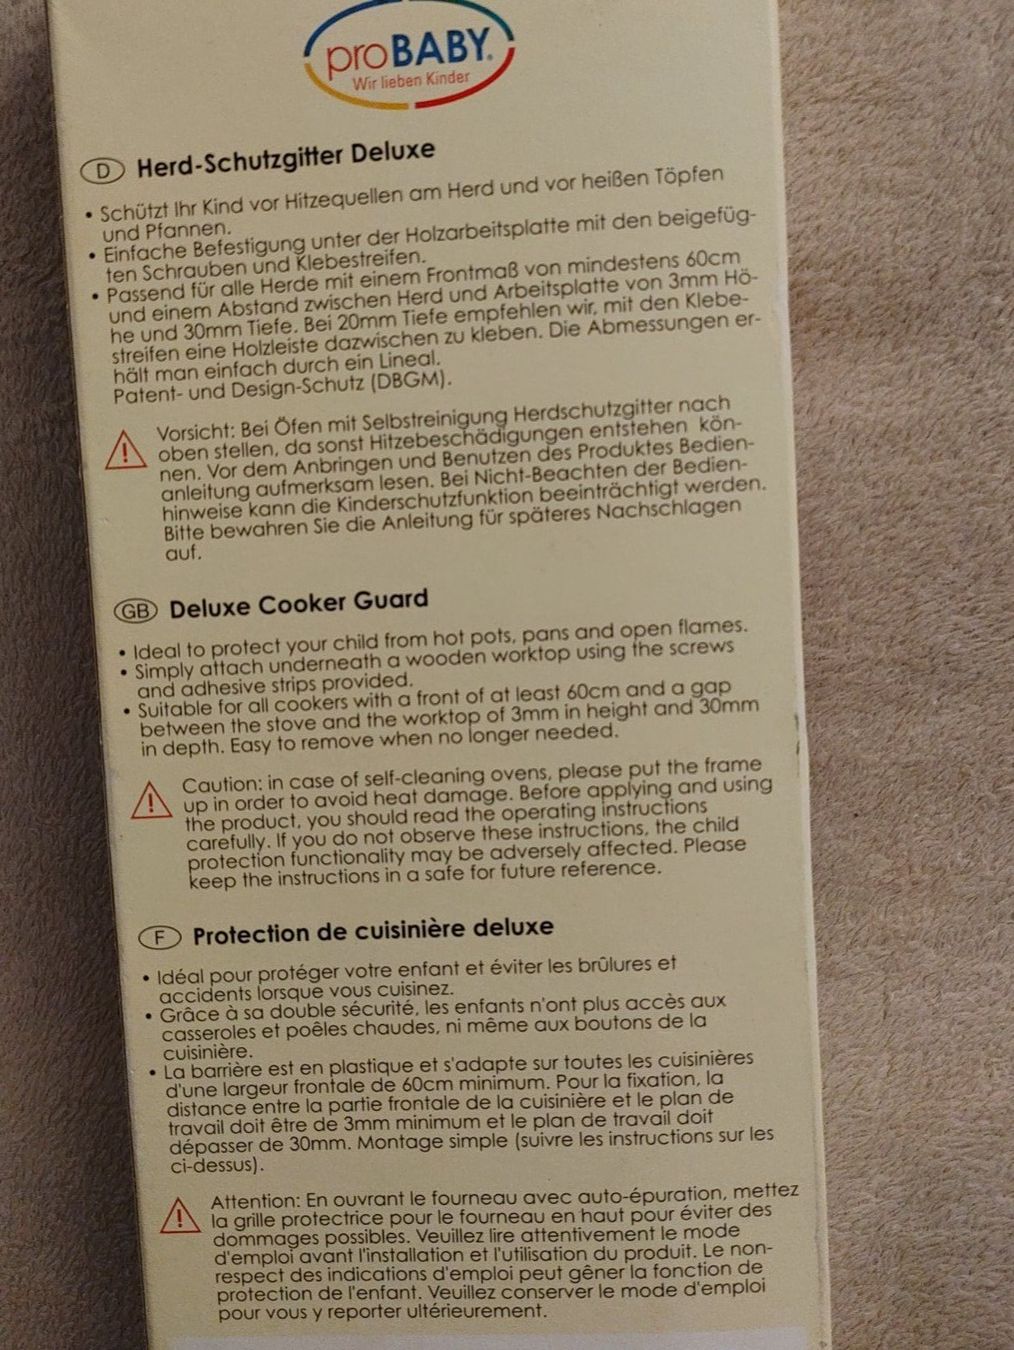 proBABY®
Wir lieben Kinder
D Herd-Schutzgitter Deluxe
• Schützt Ihr Kind vor Hitzequellen am Herd und vor heißen Töpfen
und Pfannen.
• Einfache Befestigung unter der Holzarbeitsplatte mit den beigefüg-
ten Schrauben und Klebestreifen.
• Passend für alle Herde mit einem Frontmaß von mindestens 60cm
und einem Abstand zwischen Herd und Arbeitsplatte von 3mm Hö-
he und 30mm Tiefe. Bei 20mm Tiefe empfehlen wir, mit den Klebe-
streifen eine Holzleiste dazwischen zu kleben. Die Abmessungen er-
hält man einfach durch ein Lineal.
Patent- und Design-Schutz (DBGM).
Vorsicht: Bei Öfen mit Selbstreinigung Herdschutzgitter nach
oben stellen, da sonst Hitzebeschädigungen entstehen kön-
nen. Vor dem Anbringen und Benutzen des Produktes Bedien-
anleitung aufmerksam lesen. Bei Nicht-Beachten der Bedien-
hinweise kann die Kinderschutzfunktion beeinträchtigt werden.
Bitte bewahren Sie die Anleitung für späteres Nachschlagen
auf.
GB Deluxe Cooker Guard
• Ideal to protect your child from hot pots, pans and open flames.
• Simply attach underneath a wooden worktop using the screws
and adhesive strips provided.
• Suitable for all cookers with a front of at least 60cm and a gap
between the stove and the worktop of 3mm in height and 30mm
in depth. Easy to remove when no longer needed.
Caution: in case of self-cleaning ovens, please put the frame
up in order to avoid heat damage. Before applying and using
the product, you should read the operating instructions
carefully. If you do not observe these instructions, the child
protection functionality may be adversely affected. Please
keep the instructions in a safe for future reference.
F Protection de cuisinière deluxe
• Idéal pour protéger votre enfant et éviter les brûlures et
accidents lorsque vous cuisinez.
• Grâce à sa double sécurité, les enfants n'ont plus accès aux
casseroles et poêles chaudes, ni même aux boutons de la
cuisinière.
• La barrière est en plastique et s'adapte sur toutes les cuisinières
d'une largeur frontale de 60cm minimum. Pour la fixation, la
distance entre la partie frontale de la cuisinière et le plan de
travail doit être de 3mm minimum et le plan de travail doit
dépasser de 30mm. Montage simple (suivre les instructions sur les
ci-dessus).
Attention: En ouvrant le fourneau avec auto-épuration, mettez
la grille protectrice pour le fourneau en haut pour éviter des
dommages possibles. Veuillez lire attentivement le mode
d'emploi avant l'installation et l'utilisation du produit. Le non-
respect des indications d'emploi peut gêner la fonction de
protection de l'enfant. Veuillez conserver le mode d'emploi
pour vous y reporter ultérieurement.